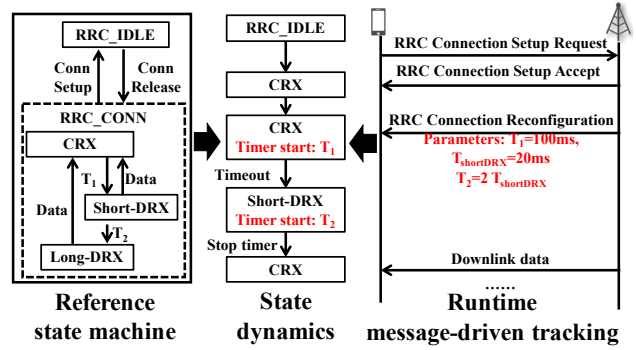 RRC_IDLE
Conn
Setup
Conn
Release
RRC_CONN
CRX
T1
Data
Data
Short-DRX
T2
Long-DRX
Reference
state machine
RRC_IDLE
CRX
CRX
Timer start: T1
Timeout
Short-DRX
Timer start: T2
Stop timer
CRX
State
dynamics
RRC Connection Setup Request
RRC Connection Setup Accept
RRC Connection Reconfiguration
Parameters: T1=100ms,
TshortDRX=20ms
T2=2 TshortDRX
Downlink data
......
Runtime
message-driven tracking